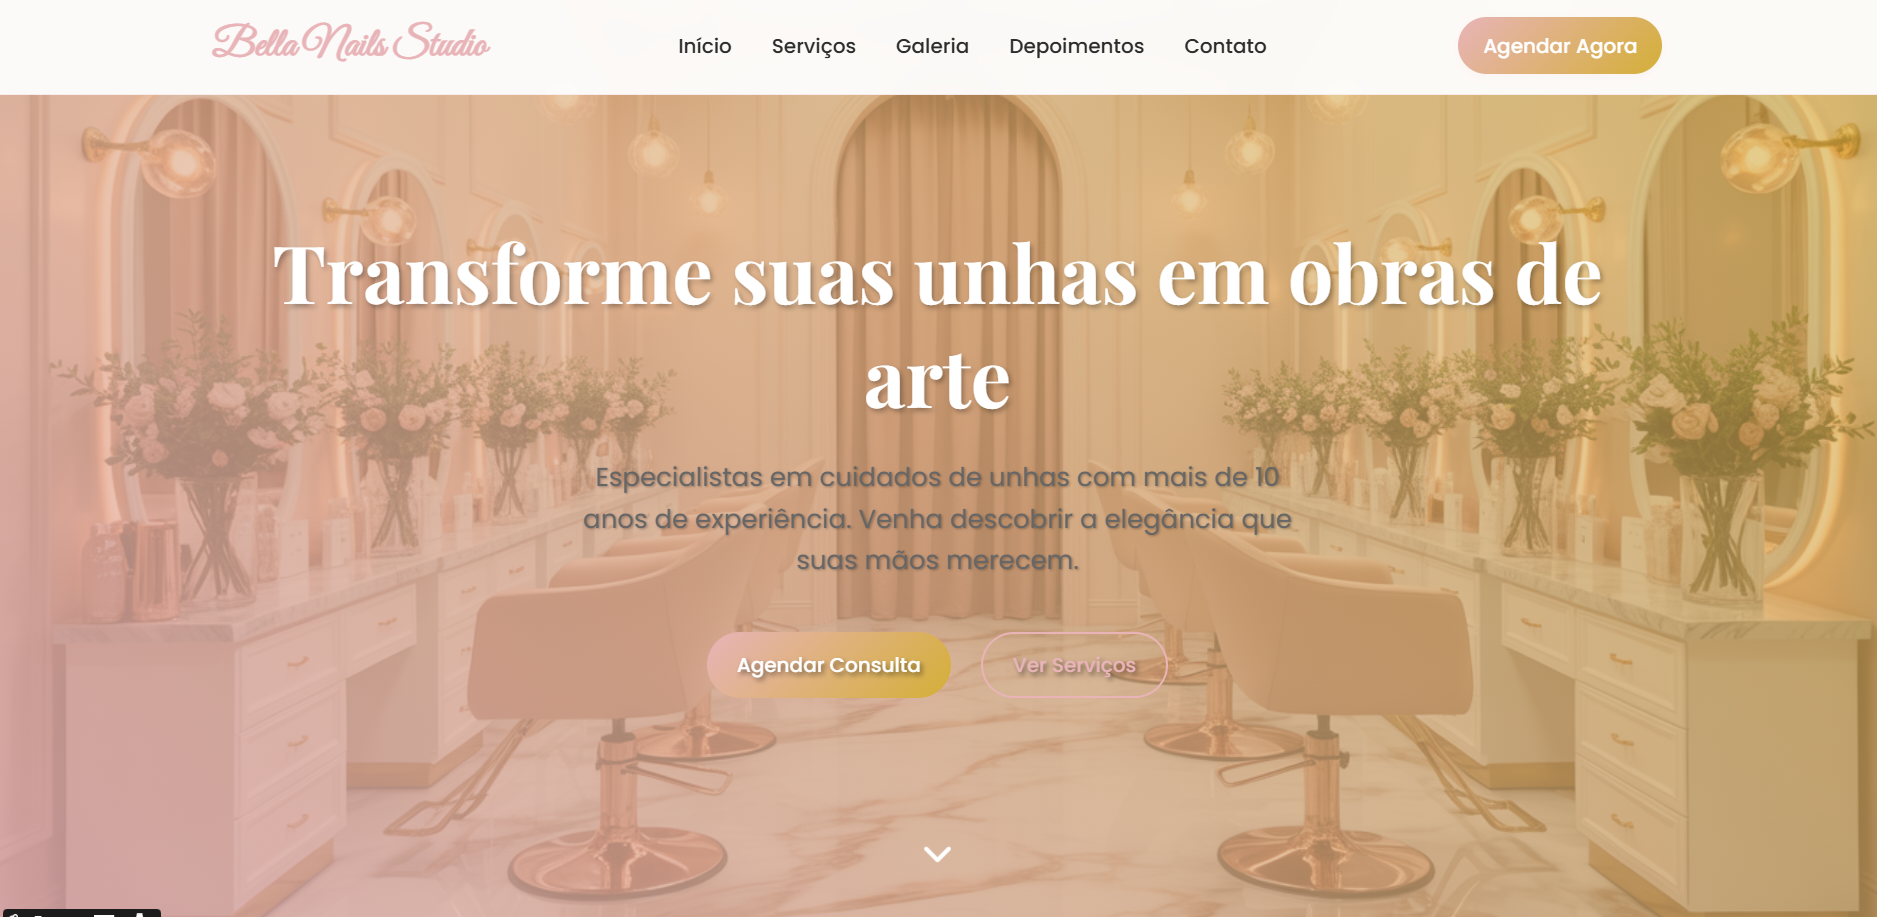 Bella Nails Studio
Início Serviços Galeria Depoimentos Contato
Agendar Agora
Transforme suas unhas em obras de
arte
Especialistas em cuidados de unhas com mais de 10
anos de experiência. Venha descobrir a elegância que
suas mãos merecem.
Agendar Consulta
Ver Serviços